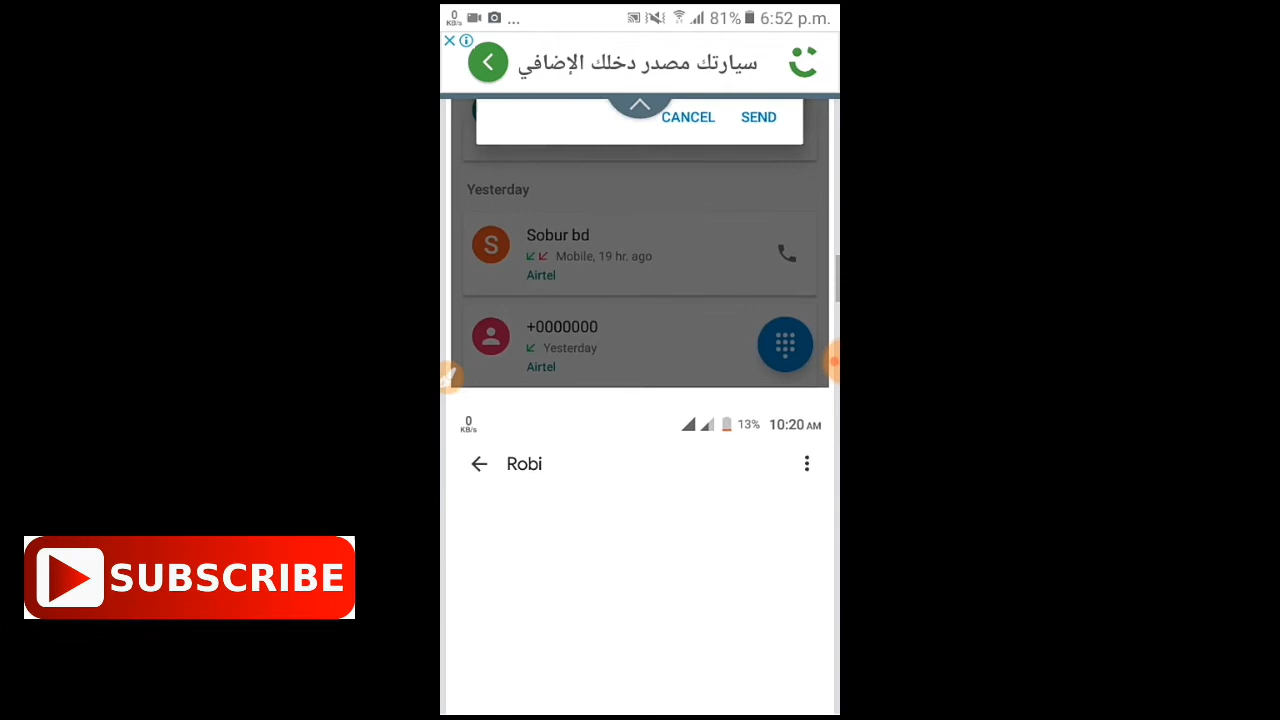 0
KB/s
...
81%
6:52 p.m.
سيارتك مصدر دخلك الإضافي
CANCEL
SEND
Yesterday
S
Sobur bd
Mobile, 19 hr. ago
Airtel
+0000000
Yesterday
Airtel
0
KB/s
13%
10:20 AM
Robi
SUBSCRIBE